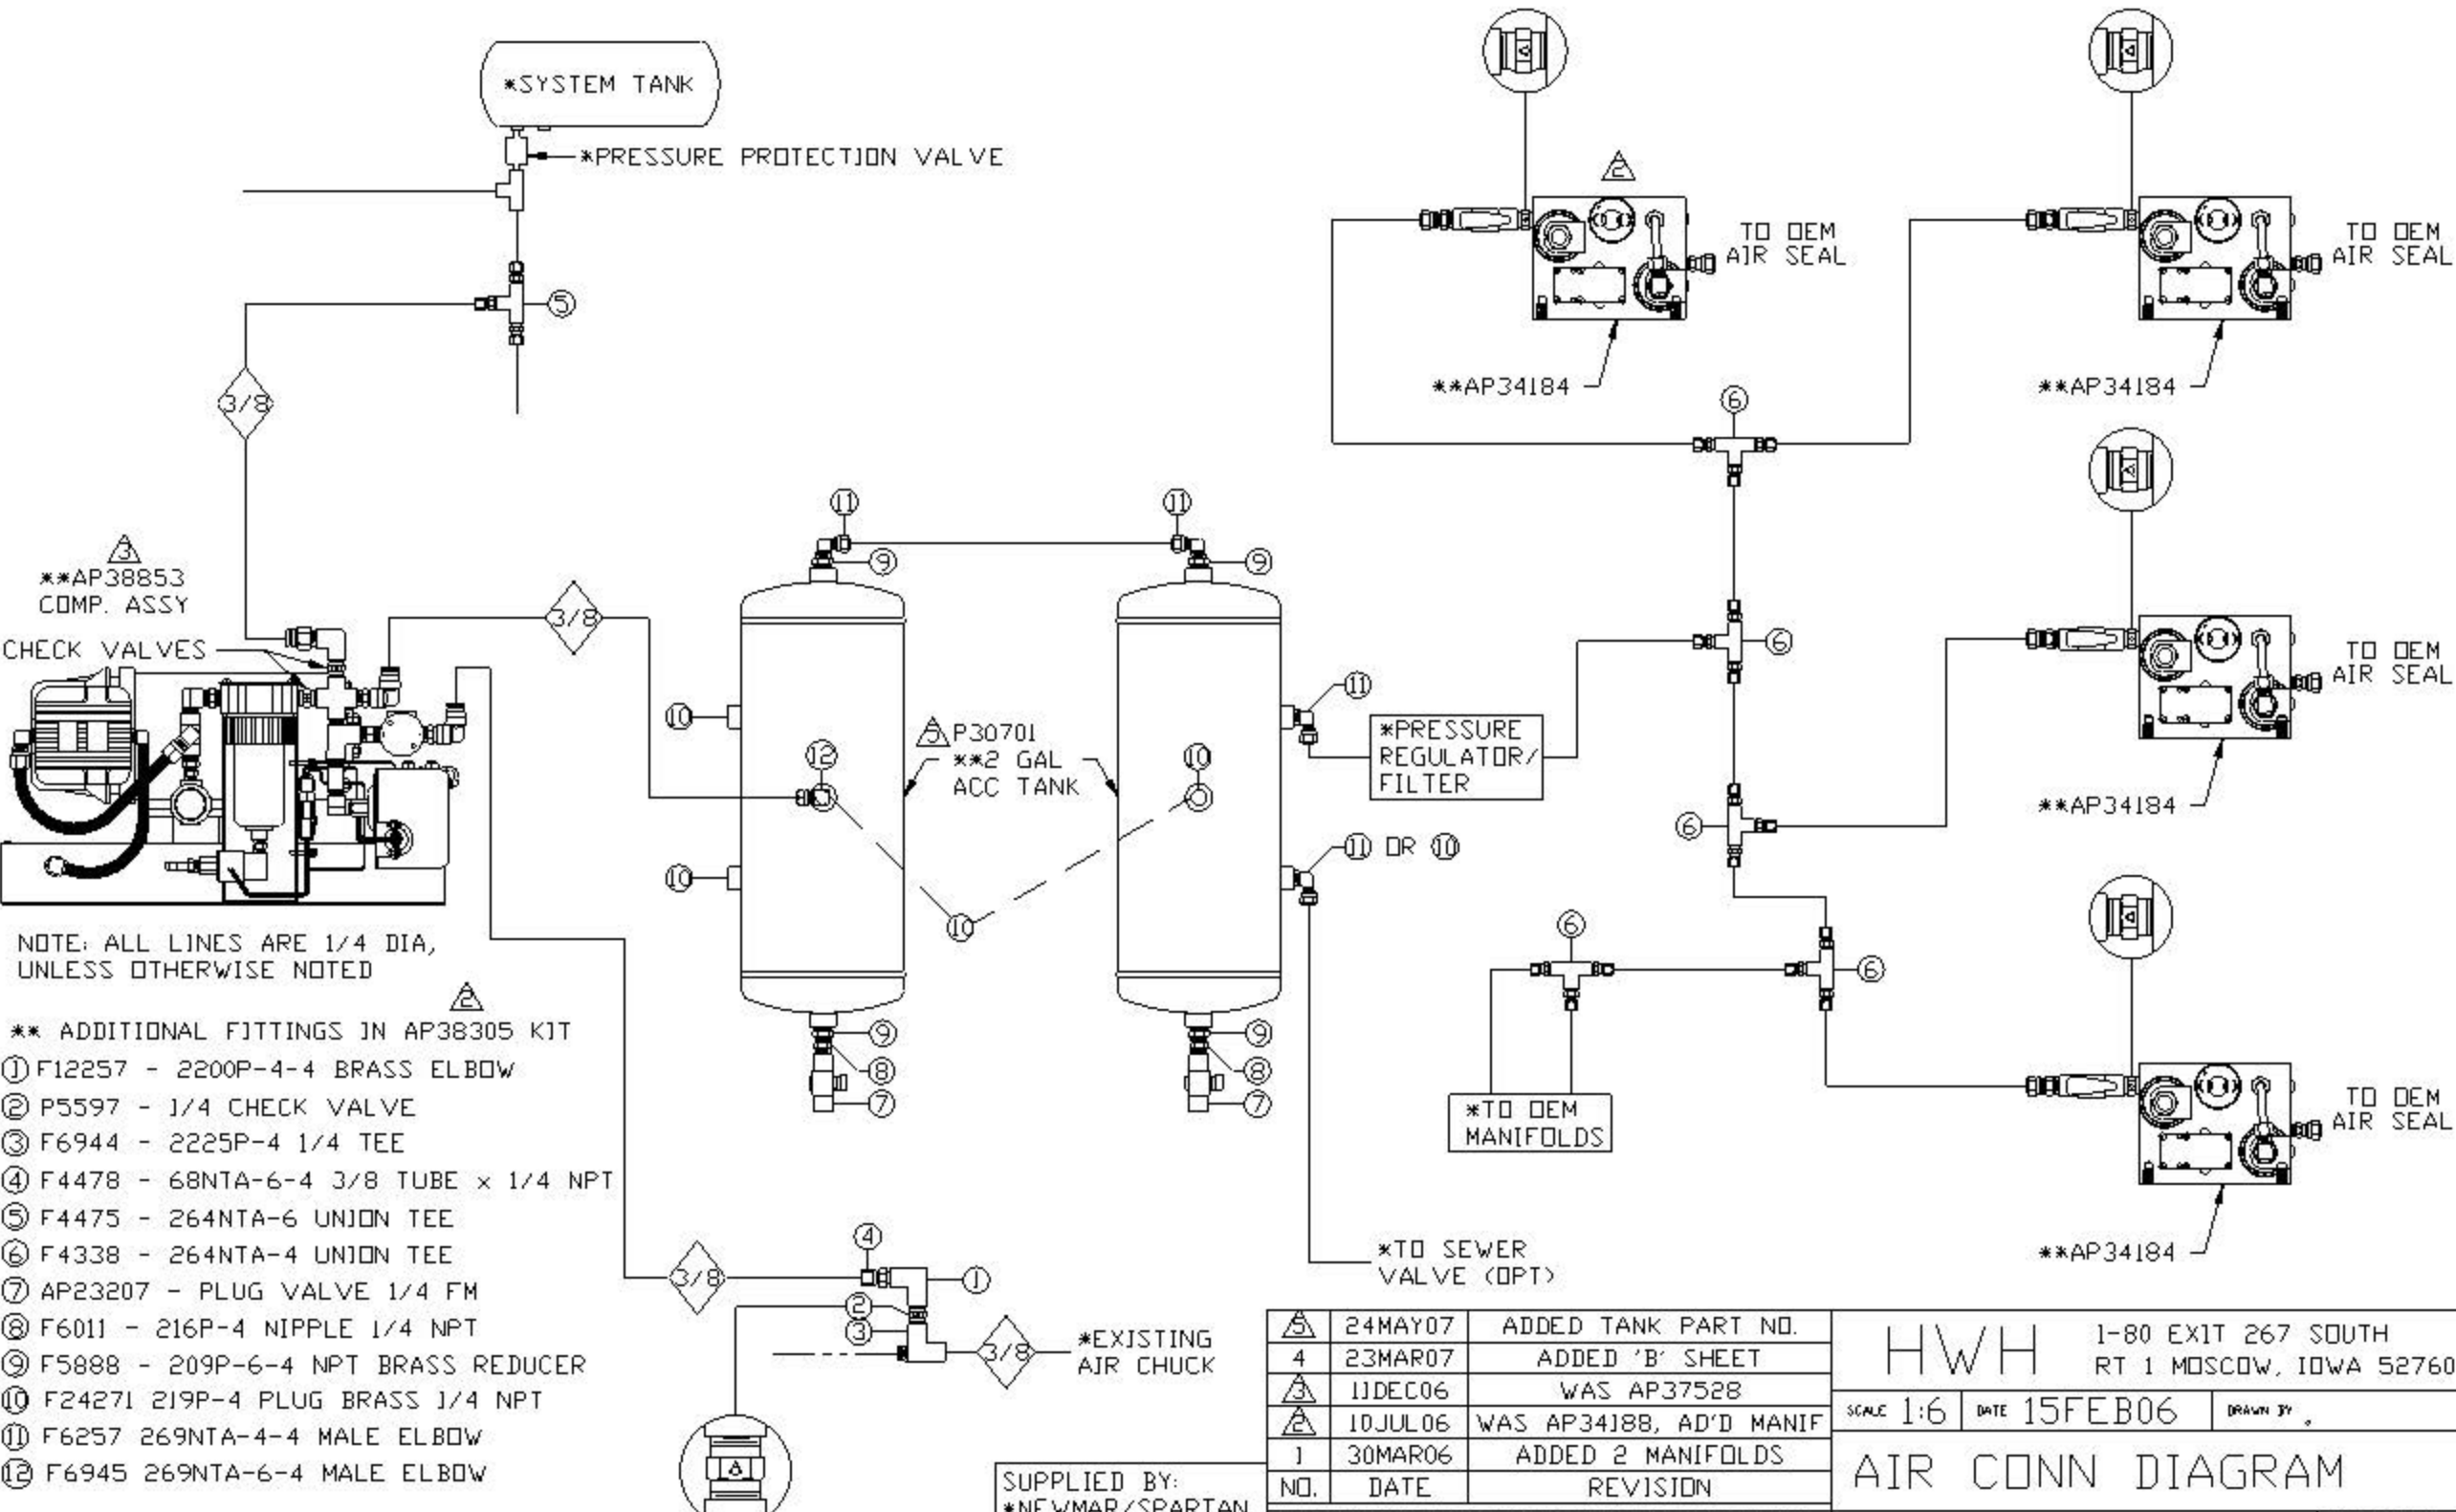 *SYSTEM TANK
*PRESSURE PROTECTION VALVE
5
3/8
3
**AP38853
COMP. ASSY
CHECK VALVES
3/8
11
11
9
9
10
12
10
5 P30701
**2 GAL
ACC TANK
10
10
11
*PRESSURE
REGULATOR/
FILTER
11 OR 10
9
8
7
9
8
7
2
TO OEM
AIR SEAL
**AP34184
TO OEM
AIR SEAL
**AP34184
6
6
TO OEM
AIR SEAL
**AP34184
6
6
6
*TO OEM
MANIFOLDS
TO OEM
AIR SEAL
**AP34184
*TO SEWER
VALVE (OPT)
NOTE: ALL LINES ARE 1/4 DIA,
UNLESS OTHERWISE NOTED
2
** ADDITIONAL FITTINGS IN AP38305 KIT
1 F12257 - 2200P-4-4 BRASS ELBOW
2 P5597 - 1/4 CHECK VALVE
3 F6944 - 2225P-4 1/4 TEE
4 F4478 - 68NTA-6-4 3/8 TUBE x 1/4 NPT
5 F4475 - 264NTA-6 UNION TEE
6 F4338 - 264NTA-4 UNION TEE
7 AP23207 - PLUG VALVE 1/4 FM
8 F6011 - 216P-4 NIPPLE 1/4 NPT
9 F5888 - 209P-6-4 NPT BRASS REDUCER
10 F24271 219P-4 PLUG BRASS 1/4 NPT
11 F6257 269NTA-4-4 MALE ELBOW
12 F6945 269NTA-6-4 MALE ELBOW
3/8
4
1
2
3
3/8
*EXISTING
AIR CHUCK
SUPPLIED BY:
*NEWMAR/SPARTAN
5 24MAY07 ADDED TANK PART NO.
4 23MAR07 ADDED 'B' SHEET
3 11DEC06 WAS AP37528
2 10JUL06 WAS AP34188, AD'D MANIF
1 30MAR06 ADDED 2 MANIFOLDS
NO. DATE REVISION
HWH
I-80 EXIT 267 SOUTH
RT 1 MOSCOW, IOWA 52760
SCALE 1:6 DATE 15FEB06 DRAWN BY .
AIR CONN DIAGRAM